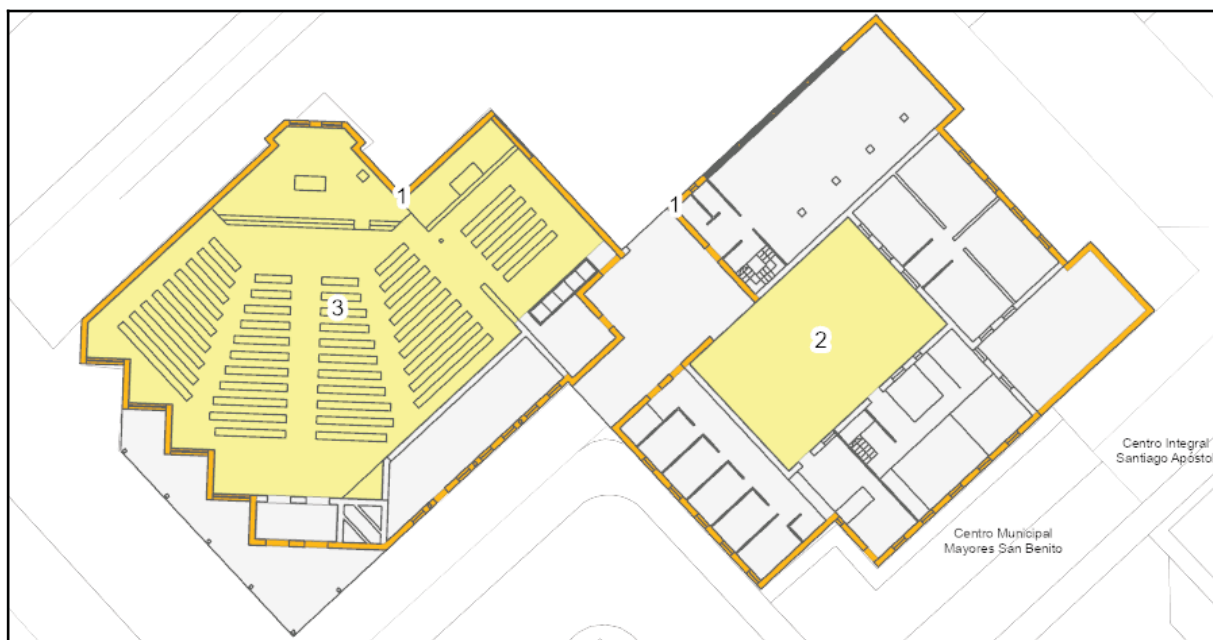 1
1
3
2
Centro Integral
Santiago Apóstol
Centro Municipal
Mayores San Benito